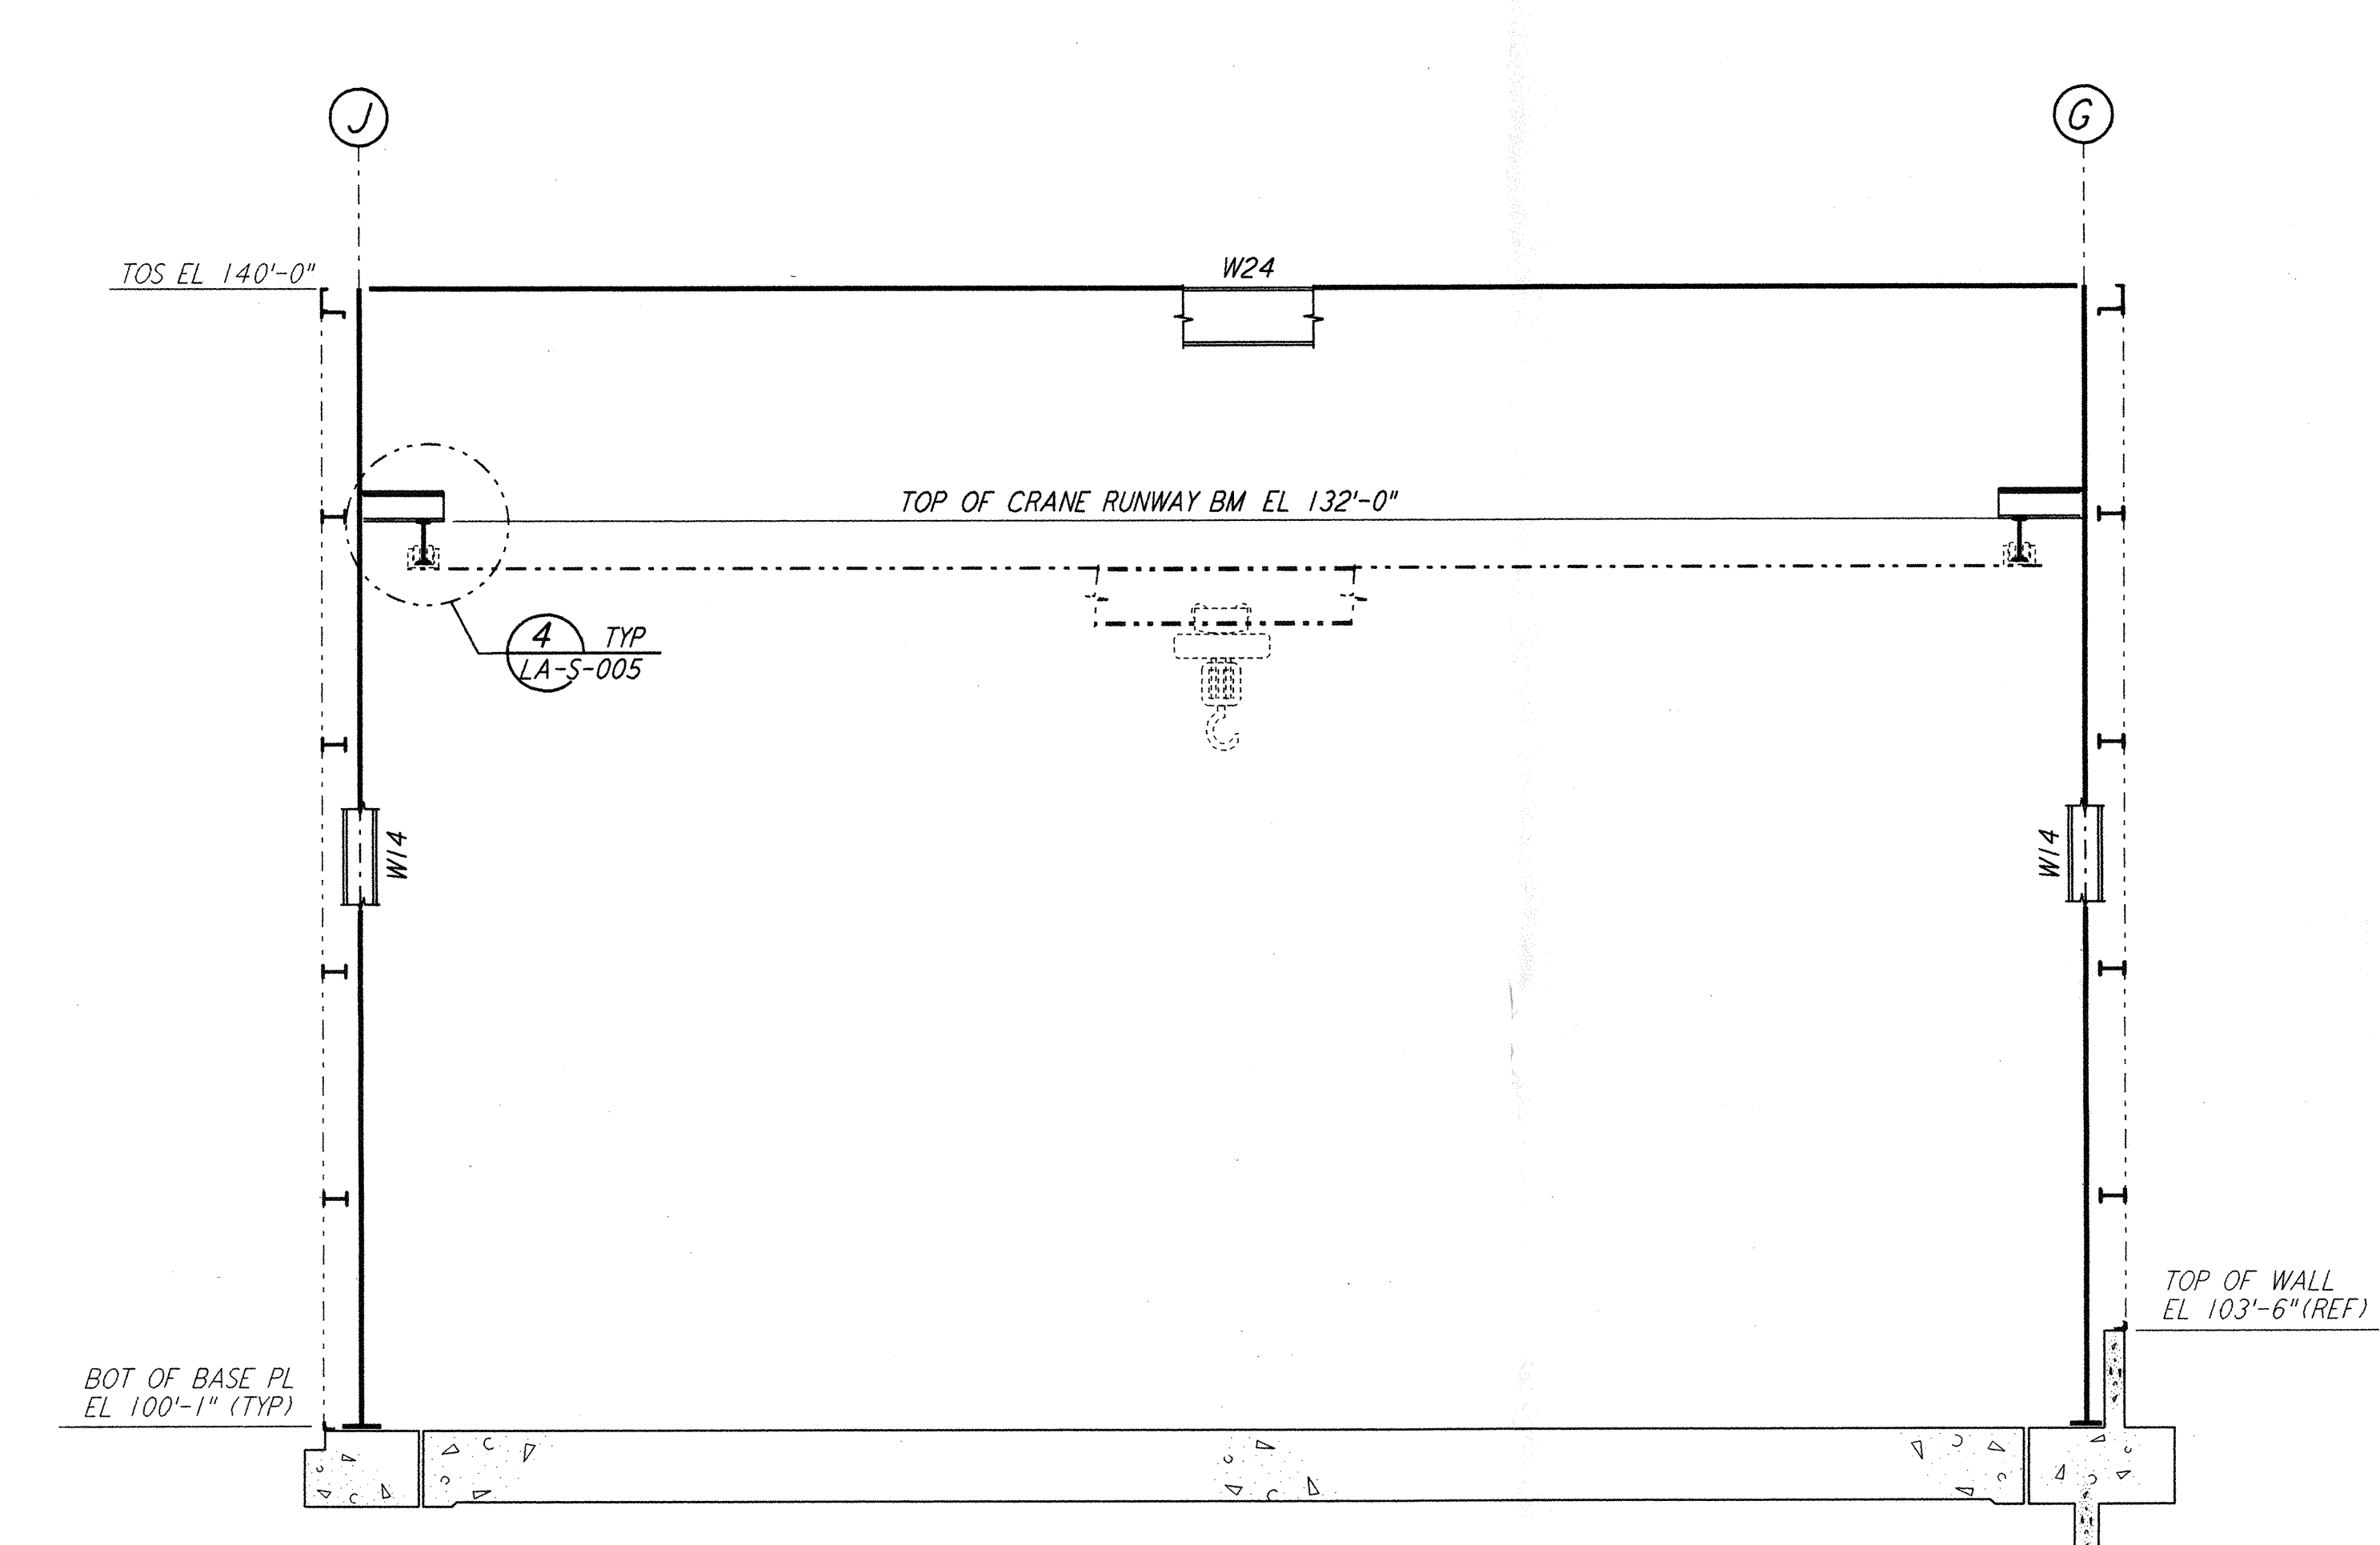 J
G
TOS EL 140'-0"
W24
TOP OF CRANE RUNWAY BM EL 132'-0"
4 TYP
LA-S-005
W14
W14
TOP OF WALL
EL 103'-6"(REF)
BOT OF BASE PL
EL 100'-1" (TYP)